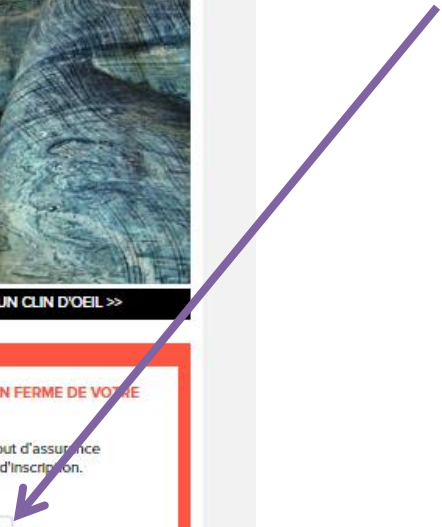 UN CLIN D'OEIL >>
N FERME DE VOTRE
out d'assurance
d'inscription.